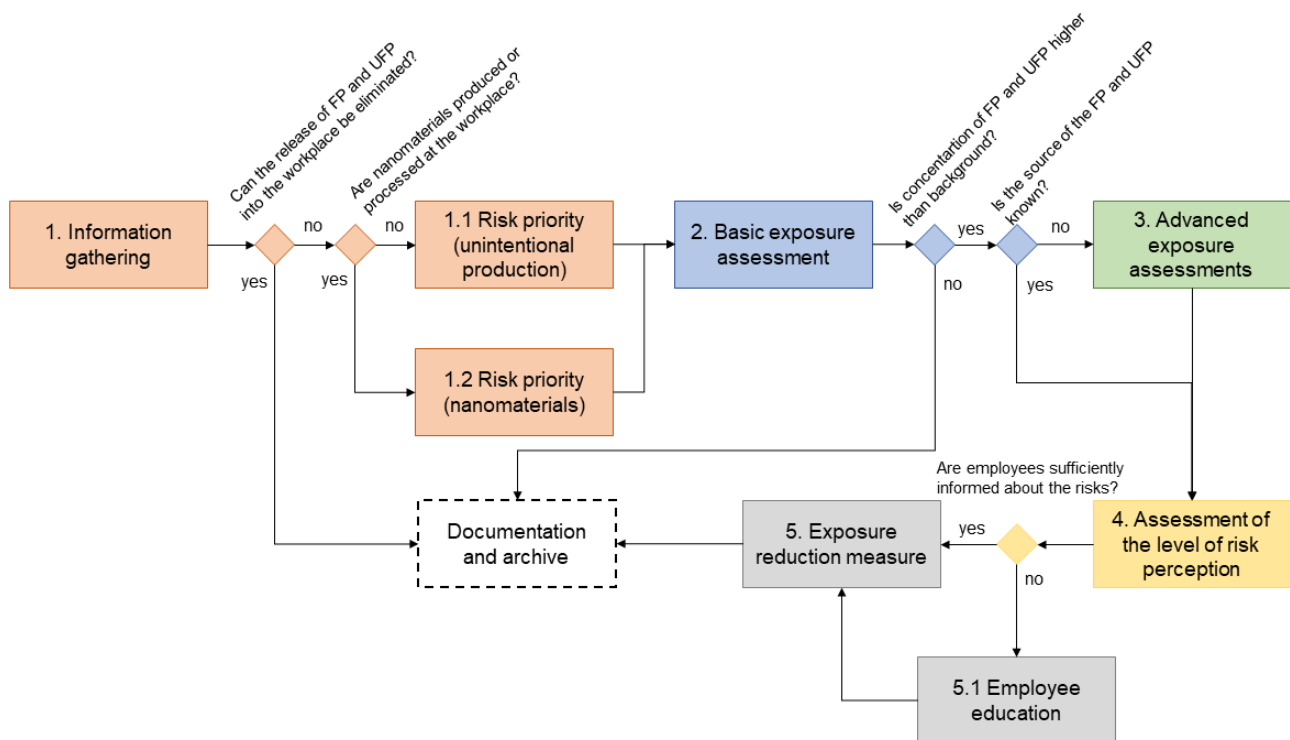 Can the release of FP and UFP
into the workplace be eliminated?
Are nanomaterials produced or
processed at the workplace?
Is concentartion of FP and UFP higher
than background?
Is the source of the FP and UFP
known?
1. Information
gathering
no
yes
no
yes
1.1 Risk priority
(unintentional
production)
2. Basic exposure
assessment
yes
no
no
yes
3. Advanced
exposure
assessments
1.2 Risk priority
(nanomaterials)
Are employees sufficiently
informed about the risks?
Documentation
and archive
5. Exposure
reduction measure
yes
no
4. Assessment of
the level of risk
perception
5.1 Employee
education